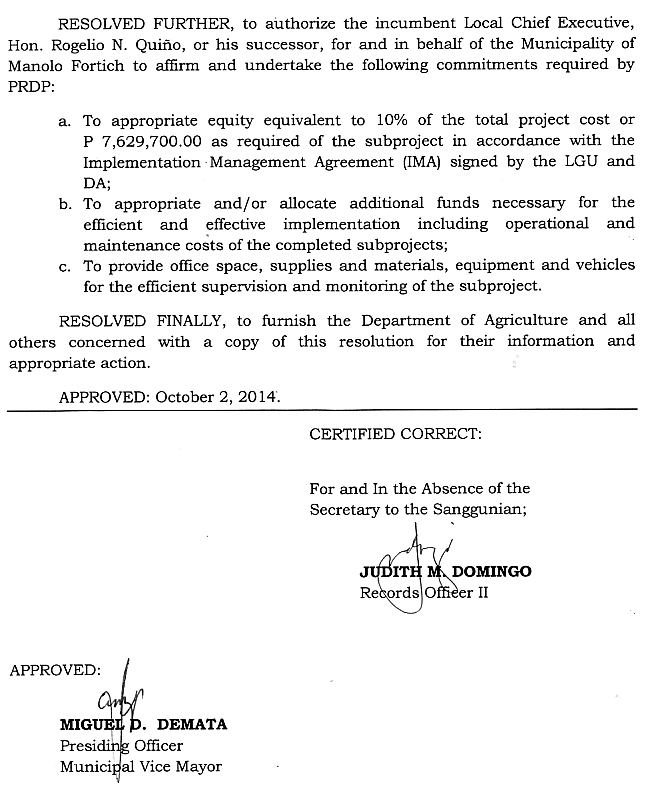 RESOLVED FURTHER, to authorize the incumbent Local Chief Executive,
Hon. Rogelio N. Quiño, or his successor, for and in behalf of the Municipality of
Manolo Fortich to affirm and undertake the following commitments required by
PRDP:
a. To appropriate equity equivalent to 10% of the total project cost or
P 7,629,700.00 as required of the subproject in accordance with the
Implementation Management Agreement (IMA) signed by the LGU and
DA;
b. To appropriate and/or allocate additional funds necessary for the
efficient and effective implementation including operational and
maintenance costs of the completed subprojects;
c. To provide office space, supplies and materials, equipment and vehicles
for the efficient supervision and monitoring of the subproject.
RESOLVED FINALLY, to furnish the Department of Agriculture and all
others concerned with a copy of this resolution for their information and
appropriate action.
APPROVED: October 2, 2014.
CERTIFIED CORRECT:
For and In the Absence of the
Secretary to the Sanggunian;
JUDITH M. DOMINGO
Records Officer II
APPROVED:
MIGUEL D. DEMATA
Presiding Officer
Municipal Vice Mayor